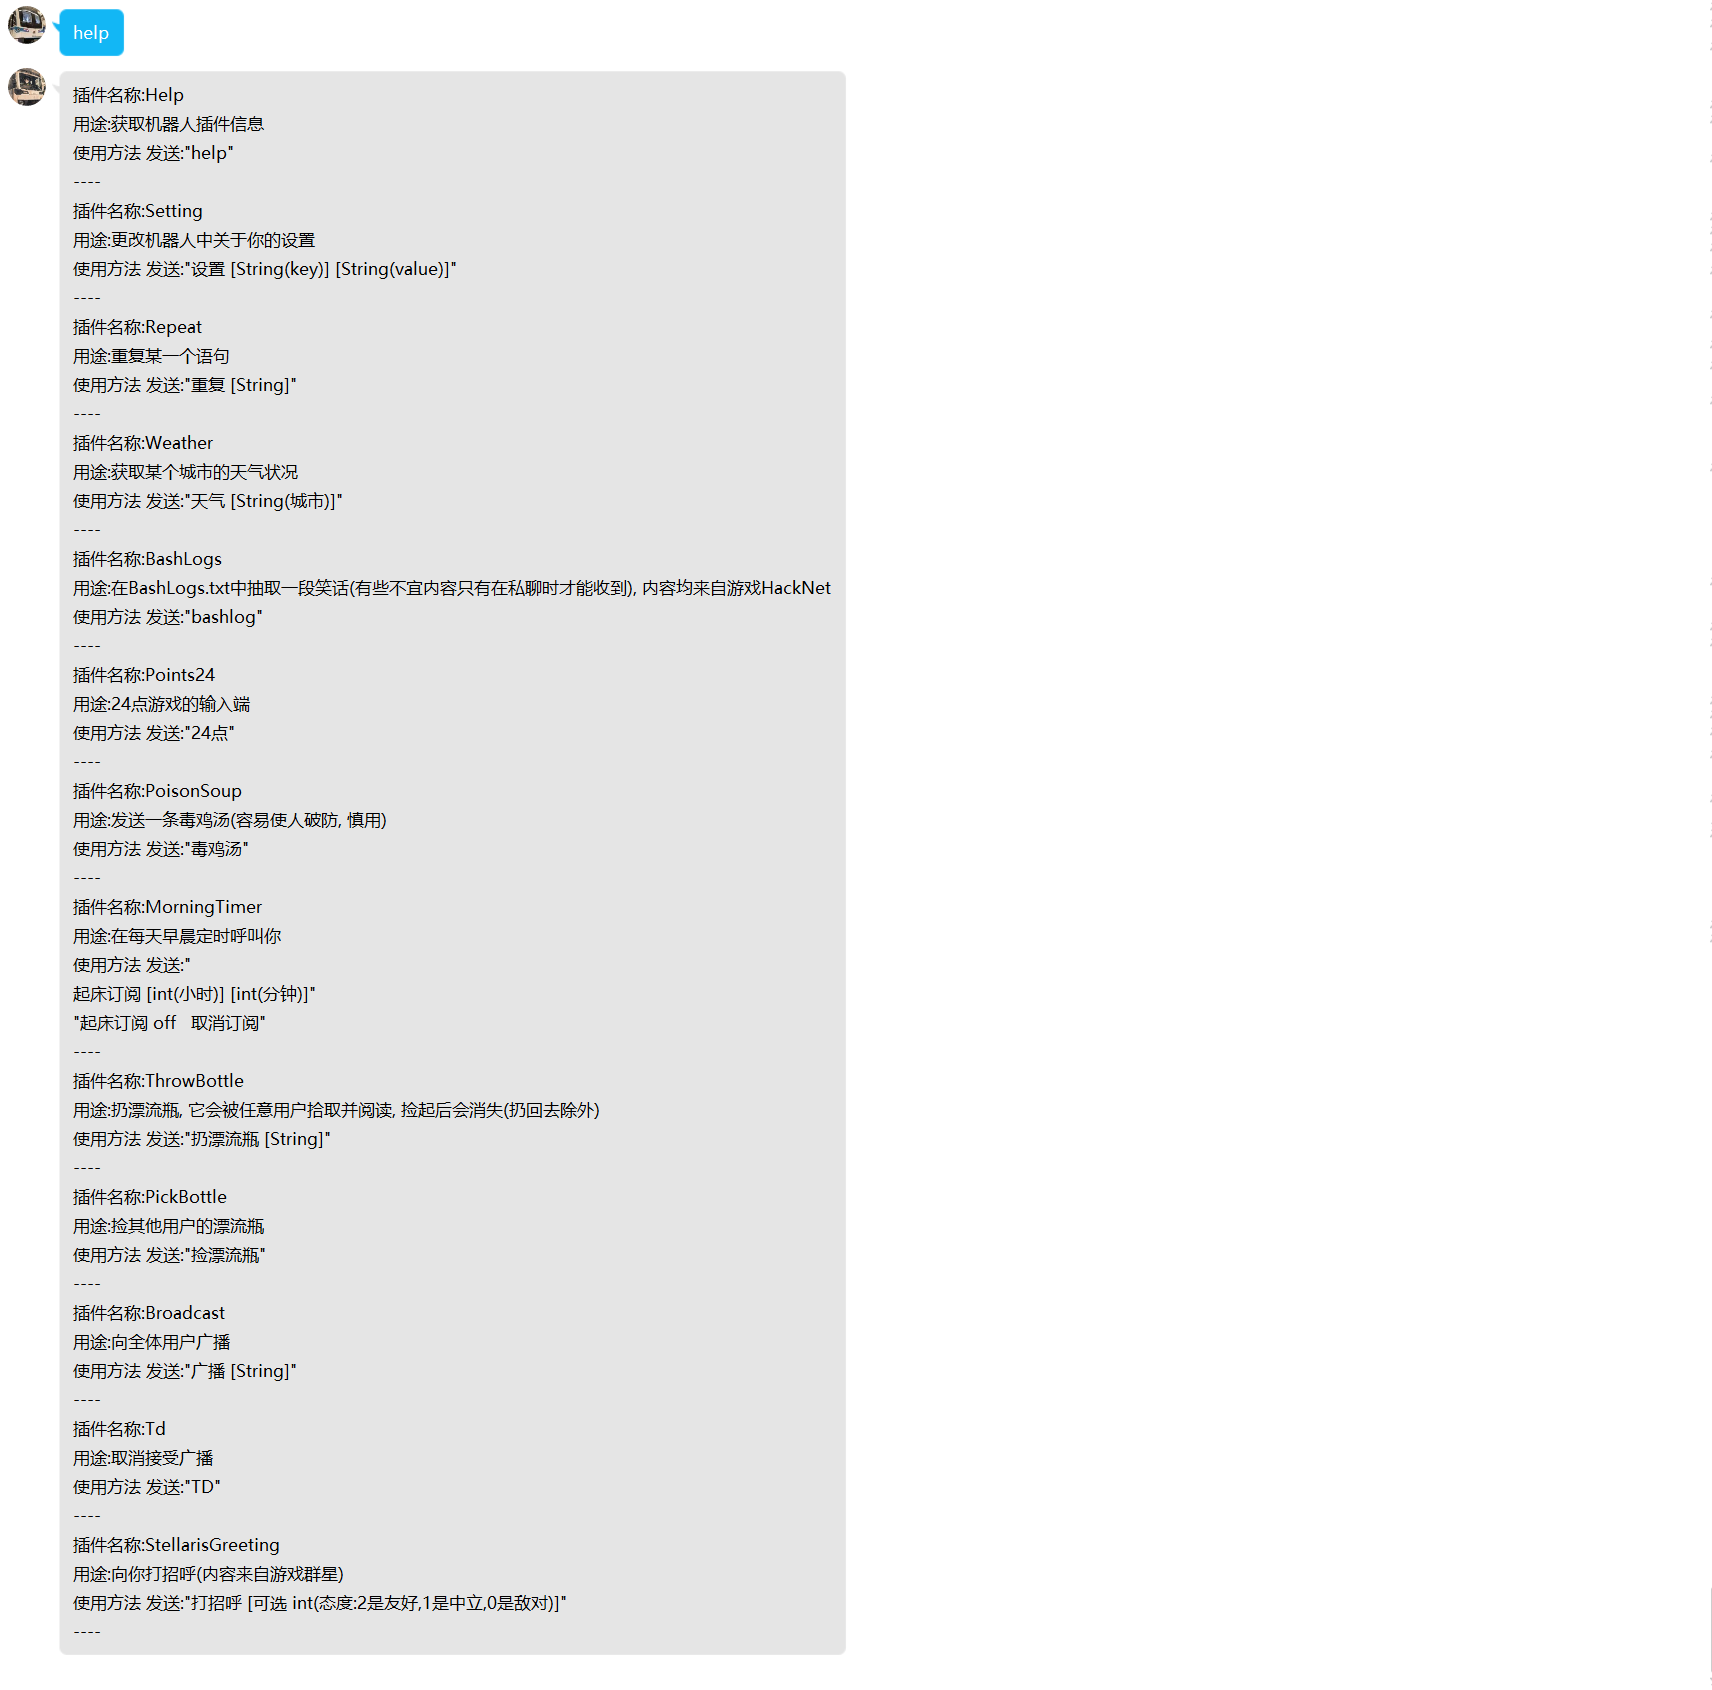 help
插件名称:Help
用途:获取机器人插件信息
使用方法 发送:"help"
----
插件名称:Setting
用途:更改机器人中关于你的设置
使用方法 发送:"设置 [String(key)] [String(value)]"
----
插件名称:Repeat
用途:重复某一个语句
使用方法 发送:"重复 [String]"
----
插件名称:Weather
用途:获取某个城市的天气状况
使用方法 发送:"天气 [String(城市)]"
----
插件名称:BashLogs
用途:在BashLogs.txt中抽取一段笑话(有些不宜内容只有在私聊时才能收到), 内容均来自游戏HackNet
使用方法 发送:"bashlog"
----
插件名称:Points24
用途:24点游戏的输入端
使用方法 发送:"24点"
----
插件名称:PoisonSoup
用途:发送一条毒鸡汤(容易使人破防, 慎用)
使用方法 发送:"毒鸡汤"
----
插件名称:MorningTimer
用途:在每天早晨定时呼叫你
使用方法 发送:"
起床订阅 [int(小时)] [int(分钟)]"
"起床订阅 off   取消订阅"
----
插件名称:ThrowBottle
用途:扔漂流瓶, 它会被任意用户拾取并阅读, 捡起后会消失(扔回去除外)
使用方法 发送:"扔漂流瓶 [String]"
----
插件名称:PickBottle
用途:捡其他用户的漂流瓶
使用方法 发送:"捡漂流瓶"
----
插件名称:Broadcast
用途:向全体用户广播
使用方法 发送:"广播 [String]"
----
插件名称:Td
用途:取消接受广播
使用方法 发送:"TD"
----
插件名称:StellarisGreeting
用途:向你打招呼(内容来自游戏群星)
使用方法 发送:"打招呼 [可选 int(态度:2是友好,1是中立,0是敌对)]"
----